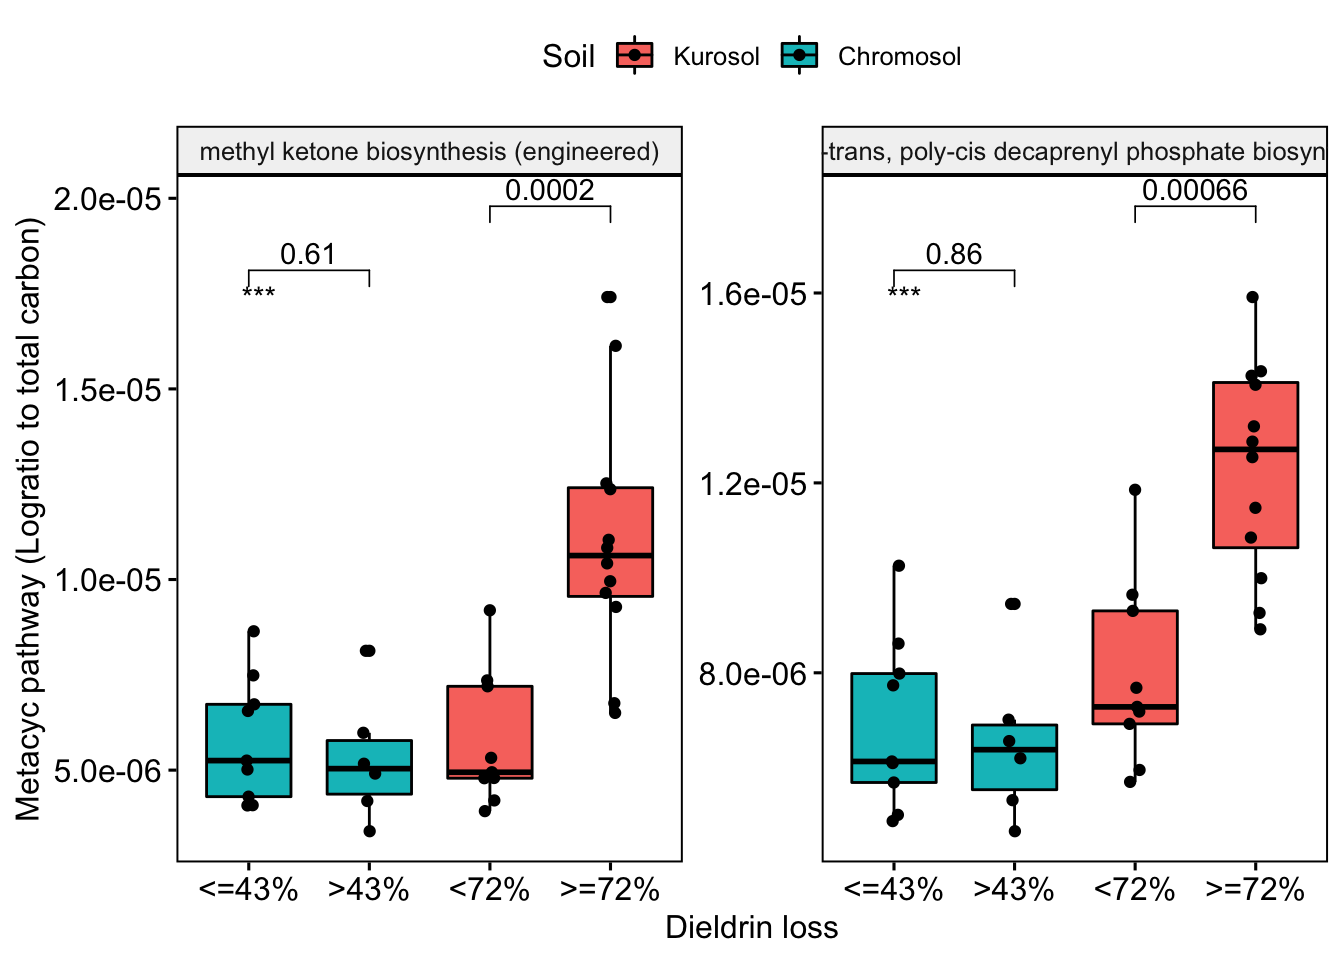 Soil Kurosol Chromosol
methyl ketone biosynthesis (engineered)
-trans, poly-cis decaprenyl phosphate biosyn
Metacyc pathway (Logratio to total carbon)
2.0e-05
1.5e-05
1.0e-05
5.0e-06
0.0002
0.61
***
<=43% >43% <72% >=72%
1.6e-05
1.2e-05
8.0e-06
0.00066
0.86
***
<=43% >43% <72% >=72%
Dieldrin loss